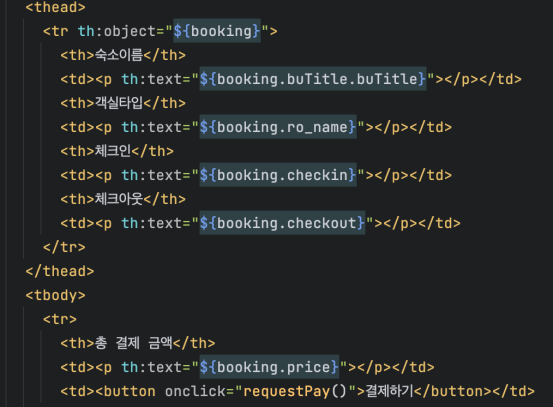 <thead>
<tr th:object="${booking}">
<th>숙소이름</th>
<td><p th:text="${booking.buTitle.buTitle}"></p></td>
<th>객실타입</th>
<td><p th:text="${booking.ro_name}"></p></td>
<th>체크인</th>
<td><p th:text="${booking.checkin}"></p></td>
<th>체크아웃</th>
<td><p th:text="${booking.checkout}"></p></td>
</tr>
</thead>
<tbody>
<tr>
<th>총 결제 금액</th>
<td><p th:text="${booking.price}"></p></td>
<td><button onclick="requestPay()">결제하기</button></td>